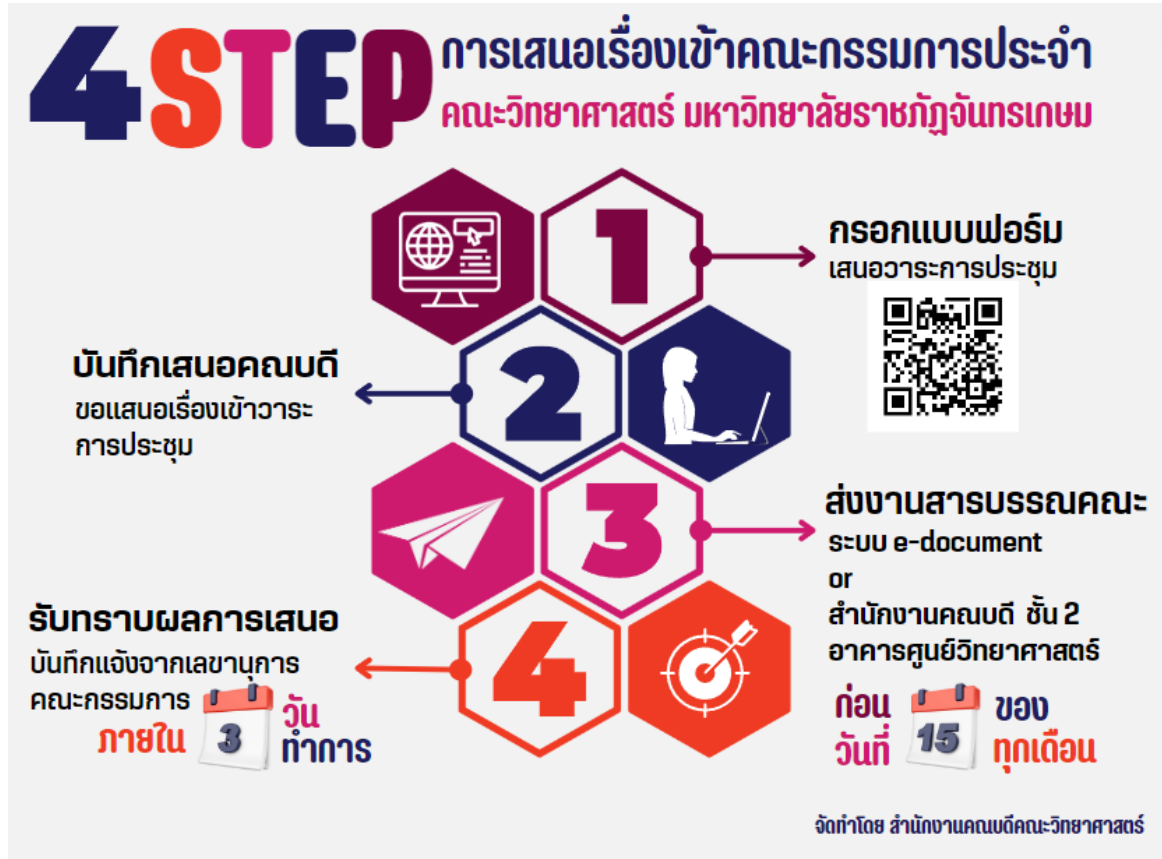 4 STEP
การเสนอเรื่องเข้าคณะกรรมการประจำ
คณะวิทยาศาสตร์ มหาวิทยาลัยราชภัฏจันทรเกษม
1
กรอกแบบฟอร์ม
เสนอวาระการประชุม
2
บันทึกเสนอคณบดี
ขอแสนอเรื่องเข้าวาระ
การประชุม
3
ส่งงานสารบรรณคณะ
ระบบ e-document
or
สำนักงานคณบดี ชั้น 2
อาคารศูนย์วิทยาศาสตร์
ก่อน
วันที่
15
ของ
ทุกเดือน
4
รับทราบผลการเสนอ
บันทึกแจ้งจากเลขานุการ
คณะกรรมการ
ภายใน
3
วัน
ทำการ
จัดทำโดย สำนักงานคณบดีคณะวิทยาศาสตร์